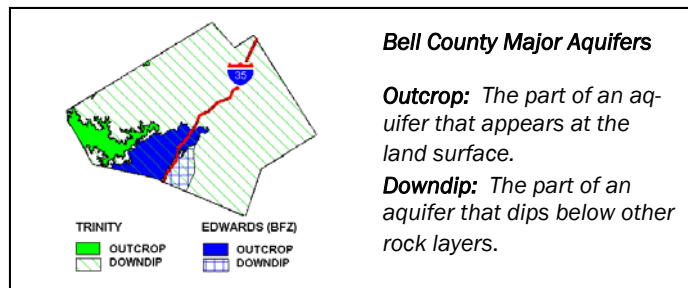 Bell County Major Aquifers
Outcrop: The part of an aq-
uifer that appears at the
land surface.
Downdip: The part of an
aquifer that dips below other
rock layers.
35
TRINITY
OUTCROP
DOWNDIP
EDWARDS (BFZ)
OUTCROP
DOWNDIP